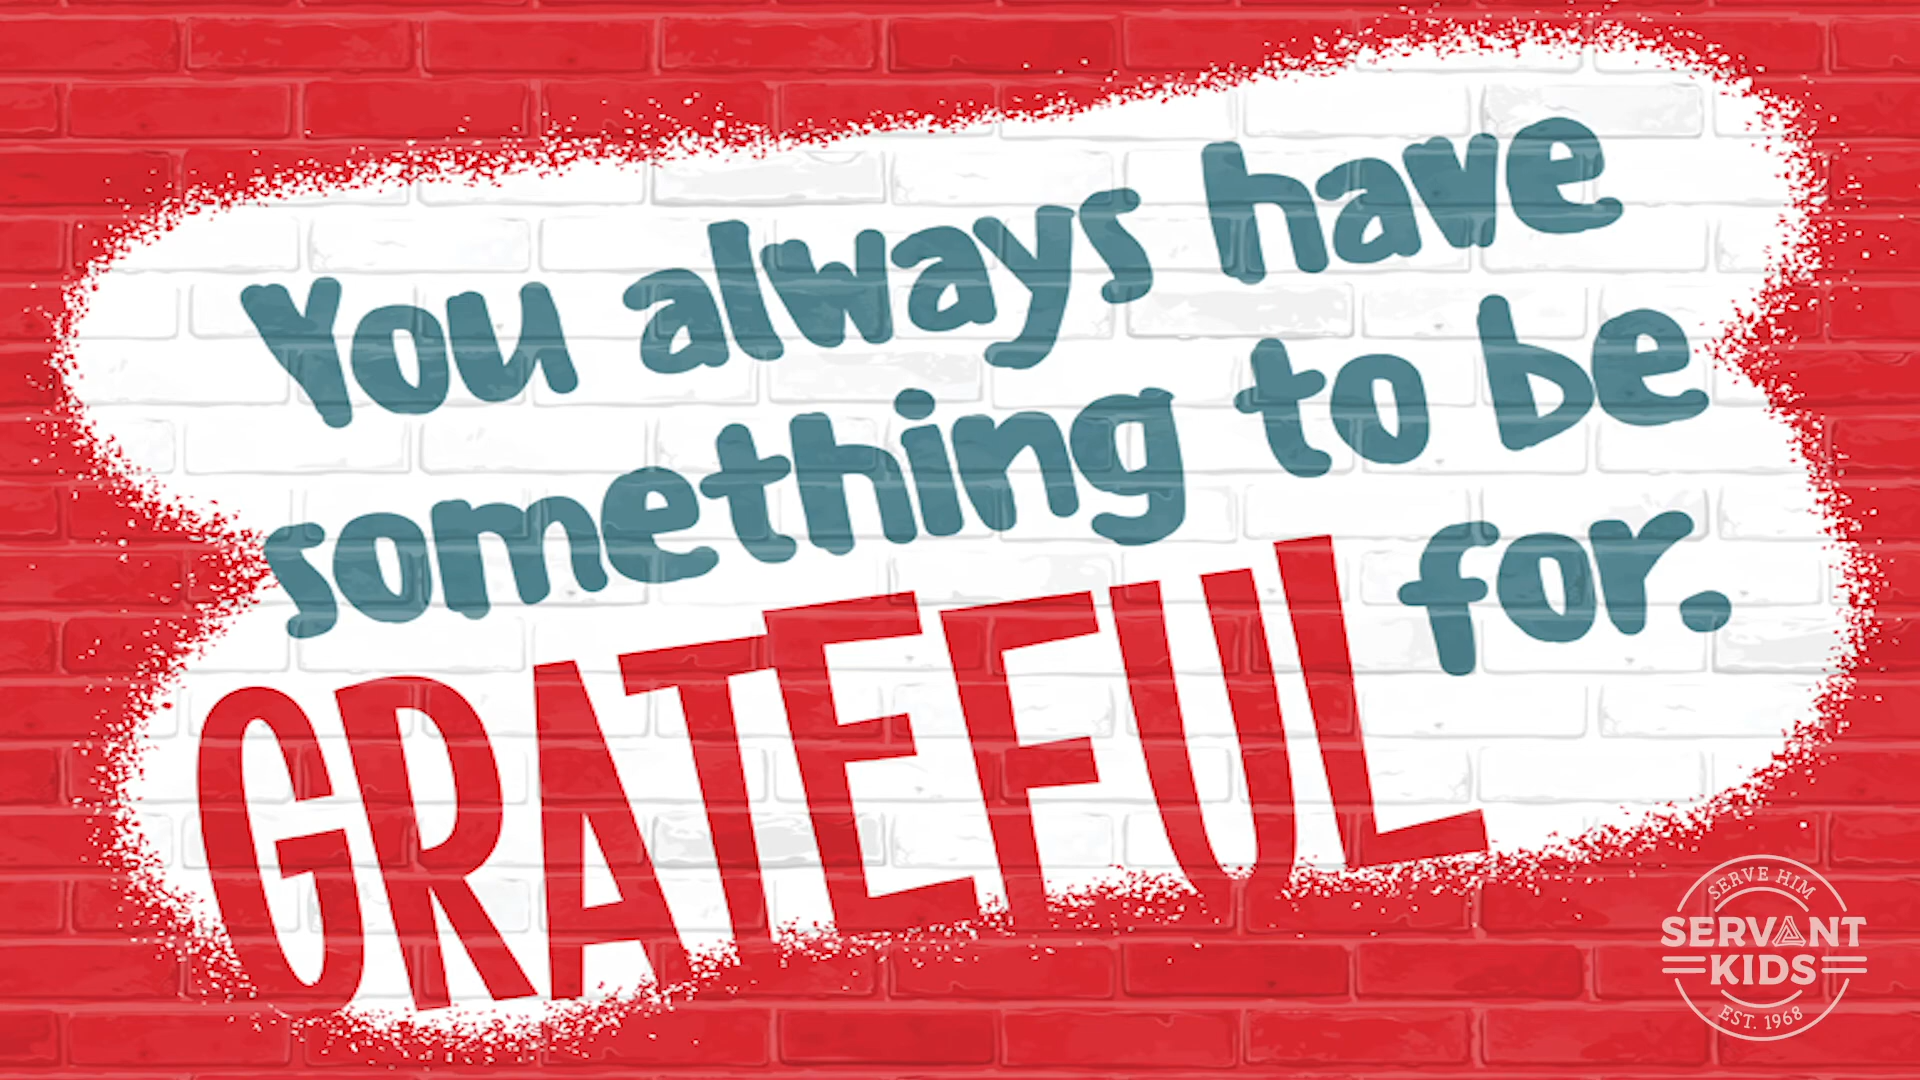 You always have
something to be
GRATEFUL for.
SERVE HIM
SERVANT
KIDS
EST. 1968